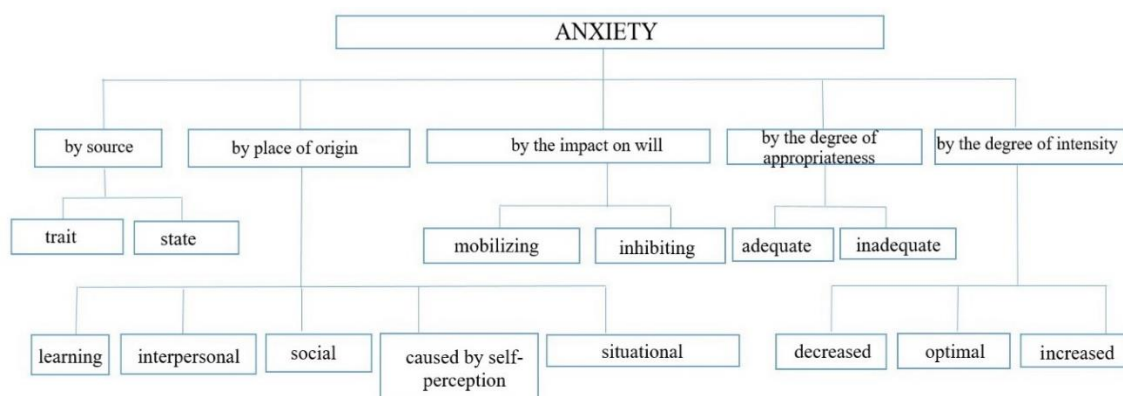 ANXIETY
by source
by place of origin
by the impact on will
by the degree of
appropriateness
by the degree of intensity
trait
state
mobilizing
inhibiting
adequate
inadequate
learning
interpersonal
social
caused by self-
perception
situational
decreased
optimal
increased